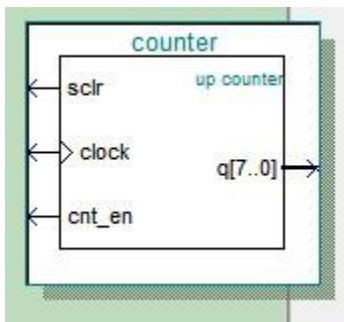 counter
sclr
up counter
clock
q[7..0]
cnt_en